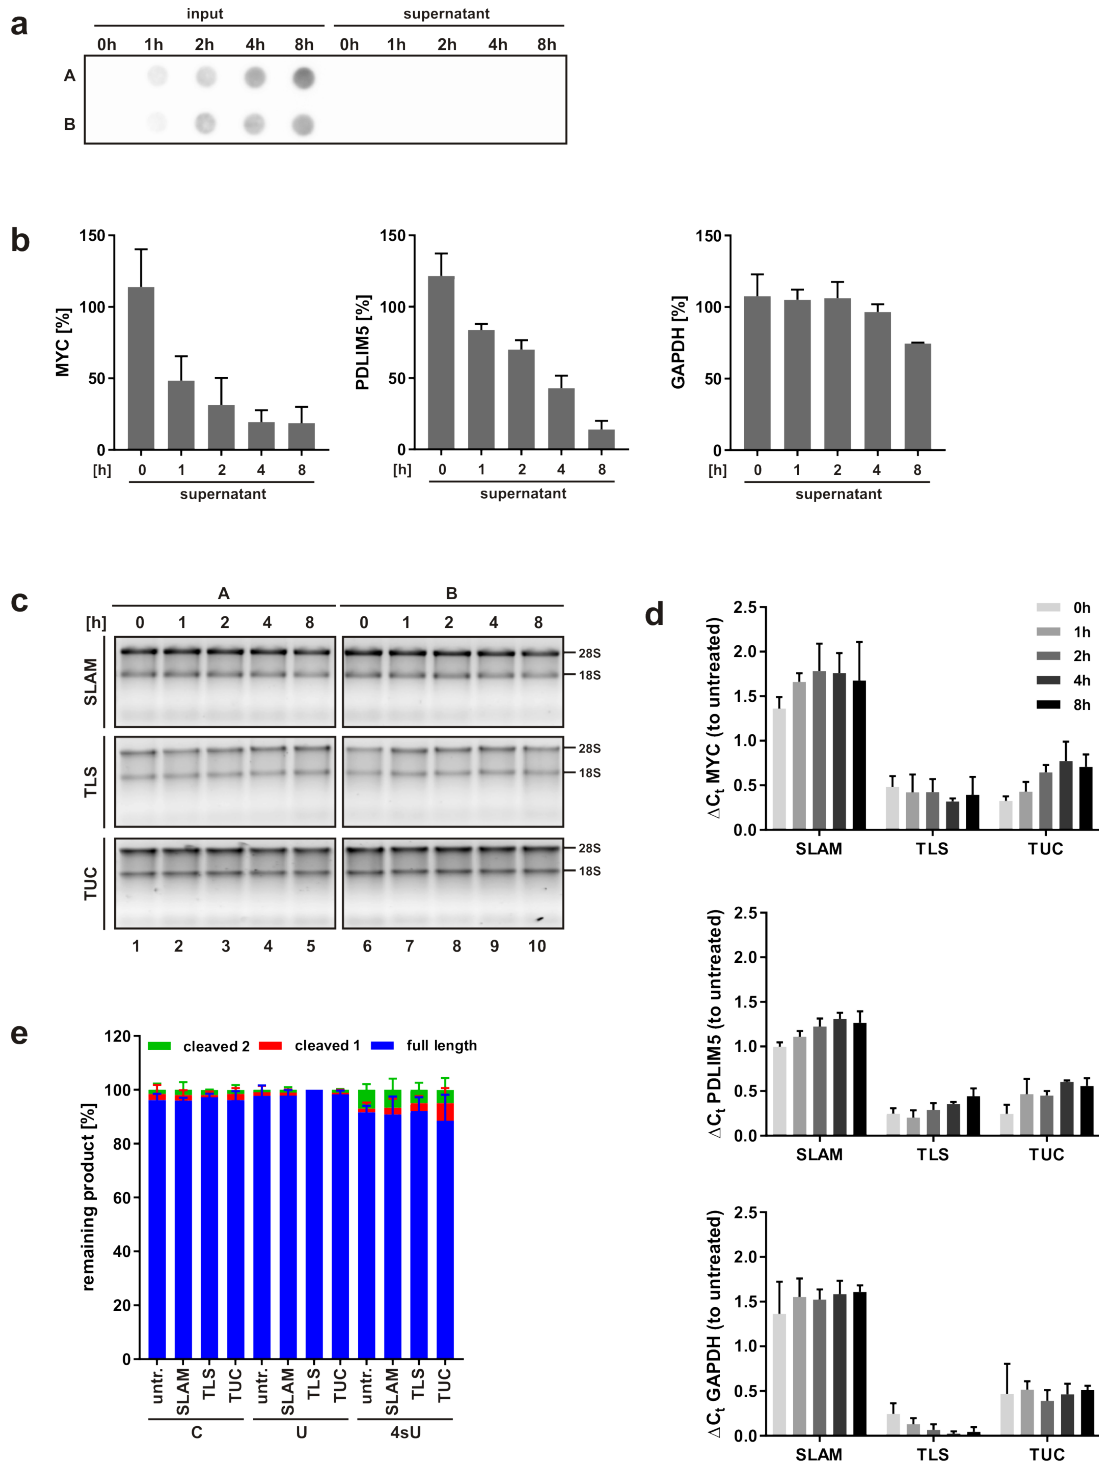 a
input supernatant
0h 1h 2h 4h 8h 0h 1h 2h 4h 8h
A
B
b
MYC [%]
150
100
50
0
[h] 0 1 2 4 8
supernatant
PDLIM5 [%]
150
100
50
0
[h] 0 1 2 4 8
supernatant
GAPDH [%]
150
100
50
0
[h] 0 1 2 4 8
supernatant
c
A B
[h] 0 1 2 4 8 0 1 2 4 8
SLAM
28S
18S
TLS
28S
18S
TUC
28S
18S
1 2 3 4 5 6 7 8 9 10
d
ΔCt MYC (to untreated)
2.5
2.0
1.5
1.0
0.5
0.0
0h
1h
2h
4h
8h
SLAM TLS TUC
ΔCt PDLIM5 (to untreated)
2.5
2.0
1.5
1.0
0.5
0.0
SLAM TLS TUC
ΔCt GAPDH (to untreated)
2.5
2.0
1.5
1.0
0.5
0.0
SLAM TLS TUC
e
remaining product [%]
120
100
80
60
40
20
0
cleaved 2 cleaved 1 full length
untr. SLAM TLS TUC untr. SLAM TLS TUC untr. SLAM TLS TUC
C U 4sU